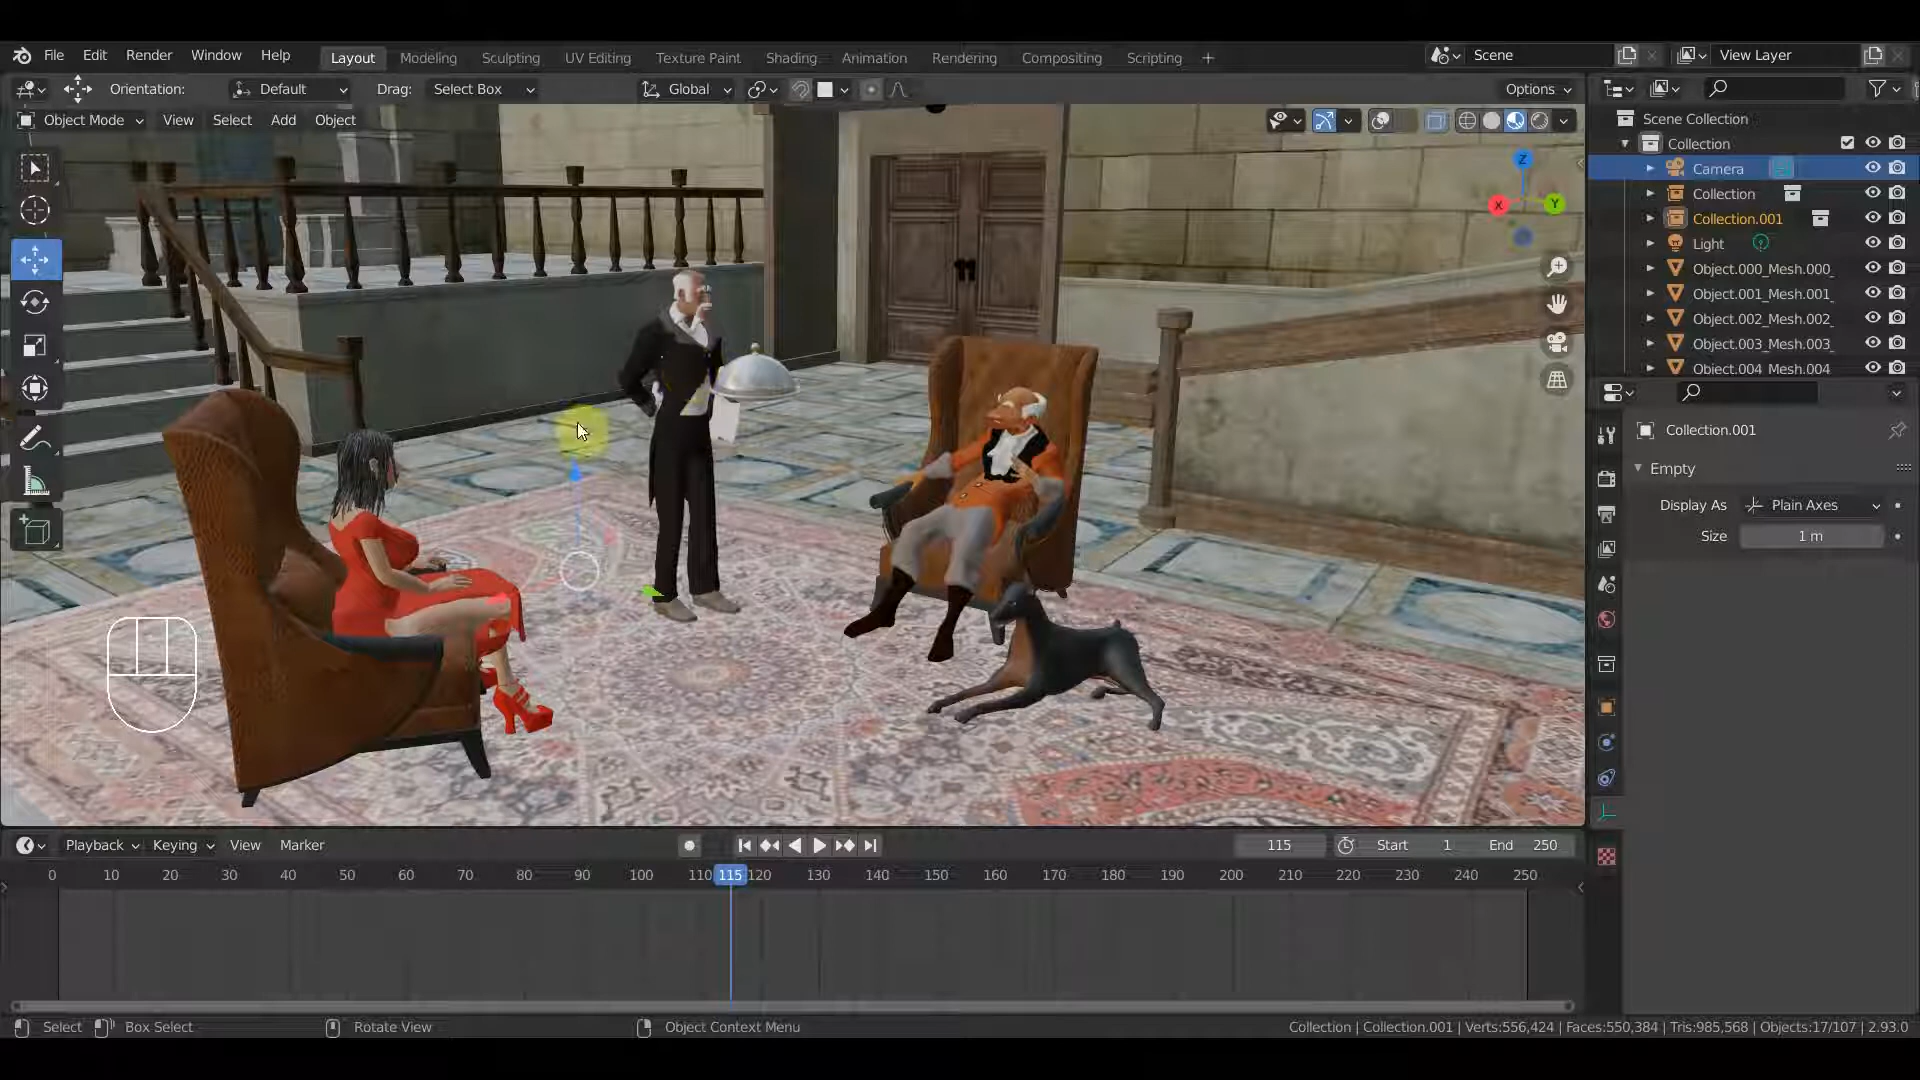 File Edit Render Window Help Layout Modeling Sculpting UV Editing Texture Paint Shading Animation Rendering Compositing Scripting + Scene View Layer
Orientation: Default Drag: Select Box Global Options
Object Mode View Select Add Object
Z
X
Y
Scene Collection
Collection
Camera
Collection
Collection.001
Light
Object.000_Mesh.000_
Object.001_Mesh.001_
Object.002_Mesh.002_
Object.003_Mesh.003_
Object.004_Mesh.004
Collection.001
Empty
Display As Plain Axes
Size 1 m
Playback Keying View Marker 115 Start 1 End 250
0 10 20 30 40 50 60 70 80 90 100 110 115 120 130 140 150 160 170 180 190 200 210 220 230 240 250
Select Box Select Rotate View Object Context Menu Collection | Collection.001 | Verts:556,424 | Faces:550,384 | Tris:985,568 | Objects:17/107 | 2.93.0